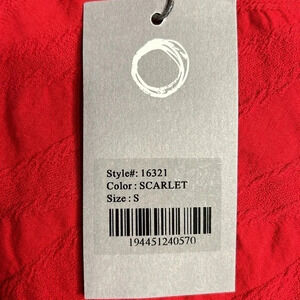 Style#: 16321
Color : SCARLET
Size : S
194451240570